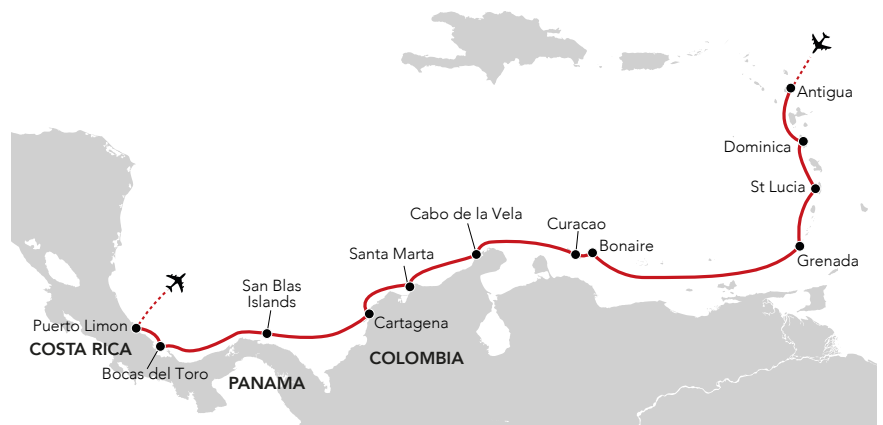 Antigua
Dominica
St Lucia
Cabo de la Vela
Curacao
Bonaire
Santa Marta
Grenada
San Blas
Islands
Puerto Limon
Cartagena
COSTA RICA
COLOMBIA
Bocas del Toro
PANAMA